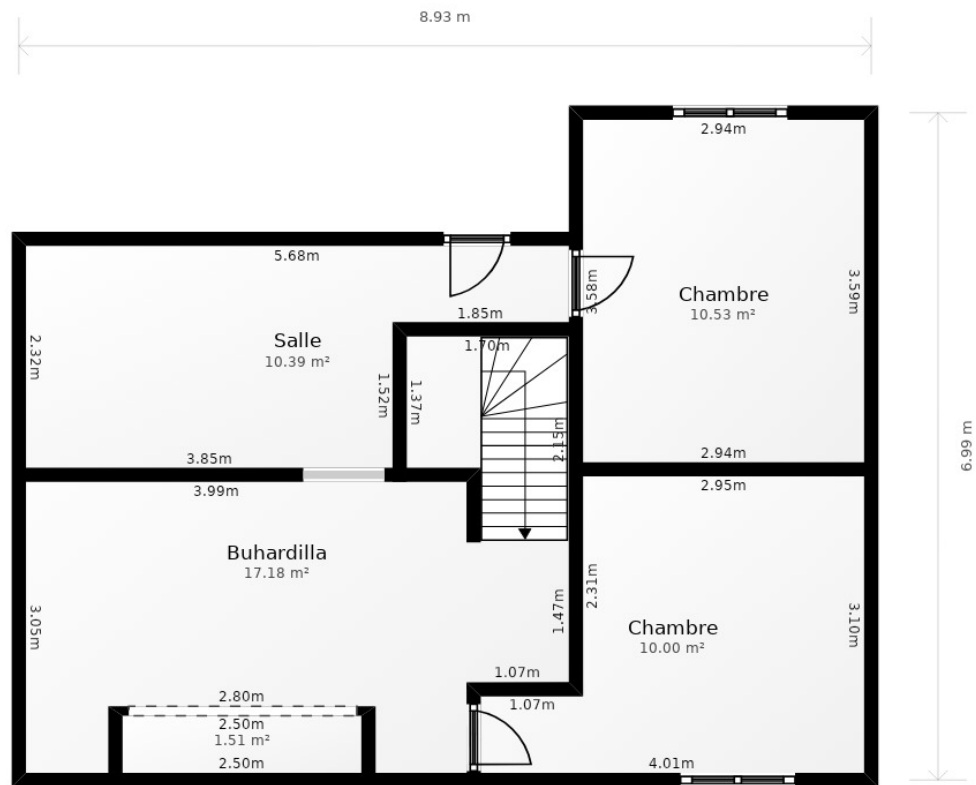 8.93 m
2.94m
5.68m
3.58m
3.59m
Chambre
10.53 m²
1.85m
Salle
10.39 m²
1.70m
2.32m
1.52m
1.37m
2.15m
6.99 m
3.85m
2.94m
3.99m
2.95m
Buhardilla
17.18 m²
2.31m
1.47m
3.05m
Chambre
10.00 m²
3.10m
1.07m
2.80m
1.07m
2.50m
1.51 m²
2.50m
4.01m